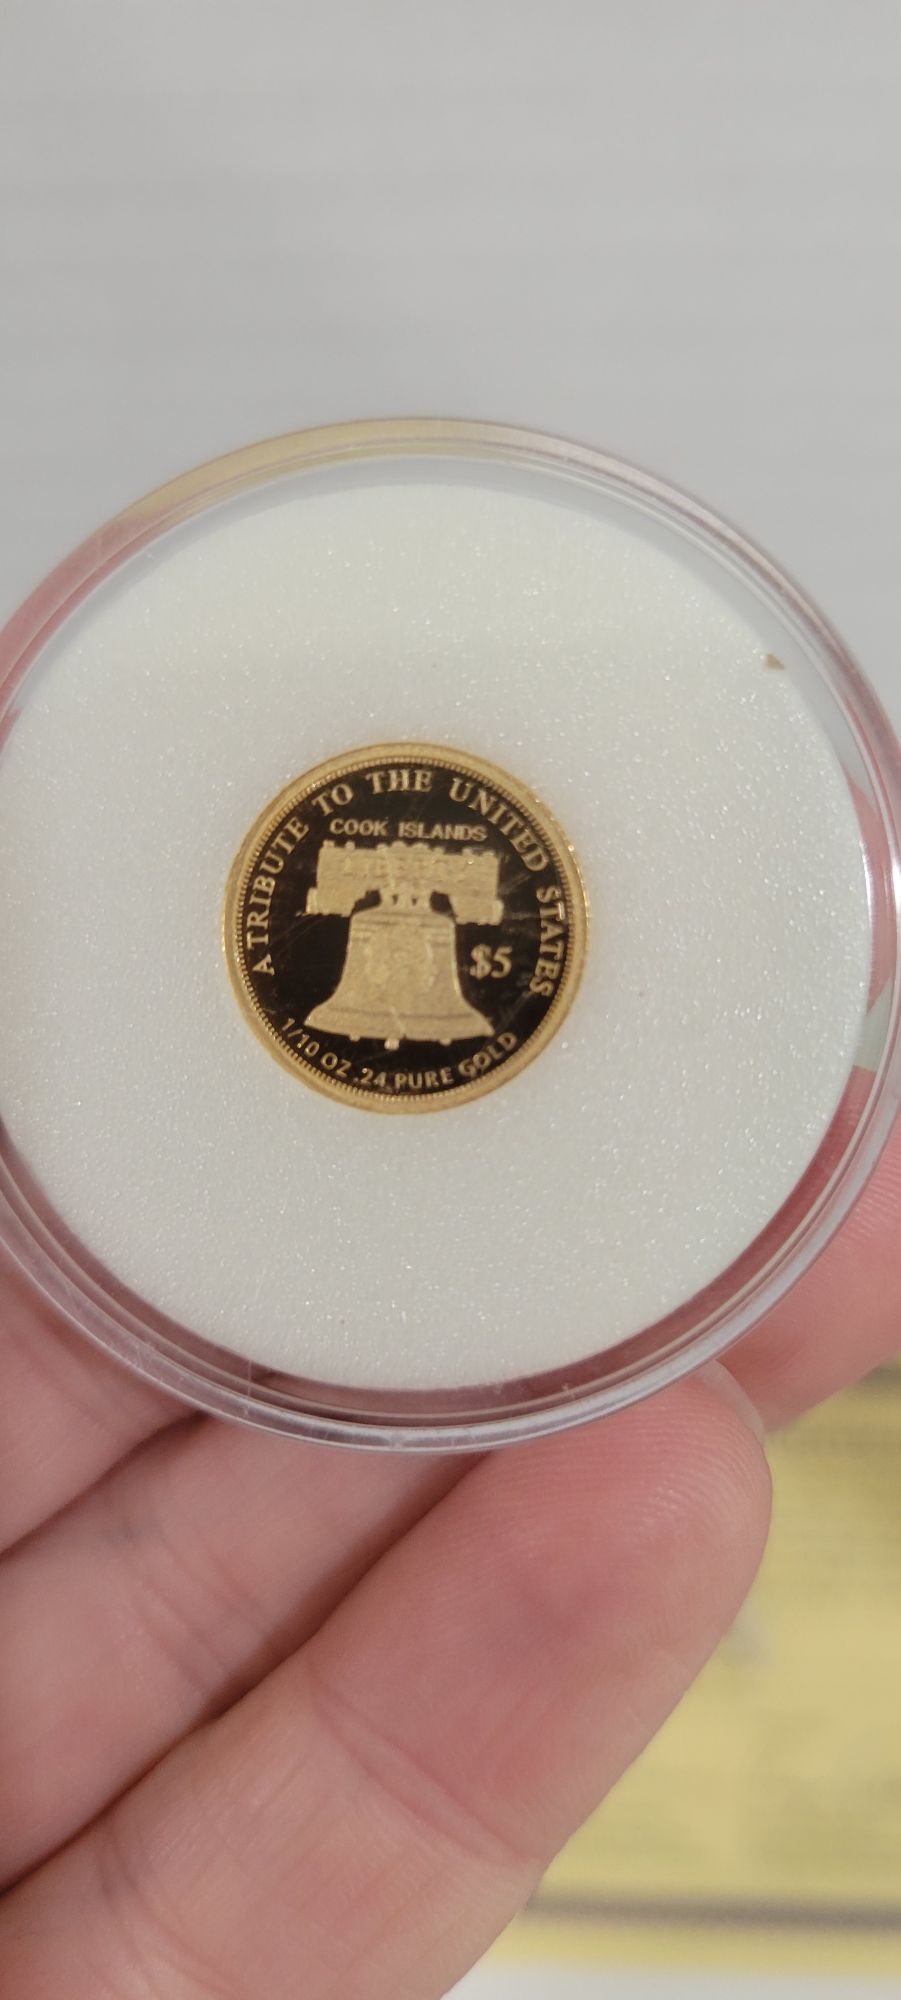 A TRIBUTE TO THE UNITED STATES
COOK ISLANDS
$5
1/10 OZ .24 PURE GOLD